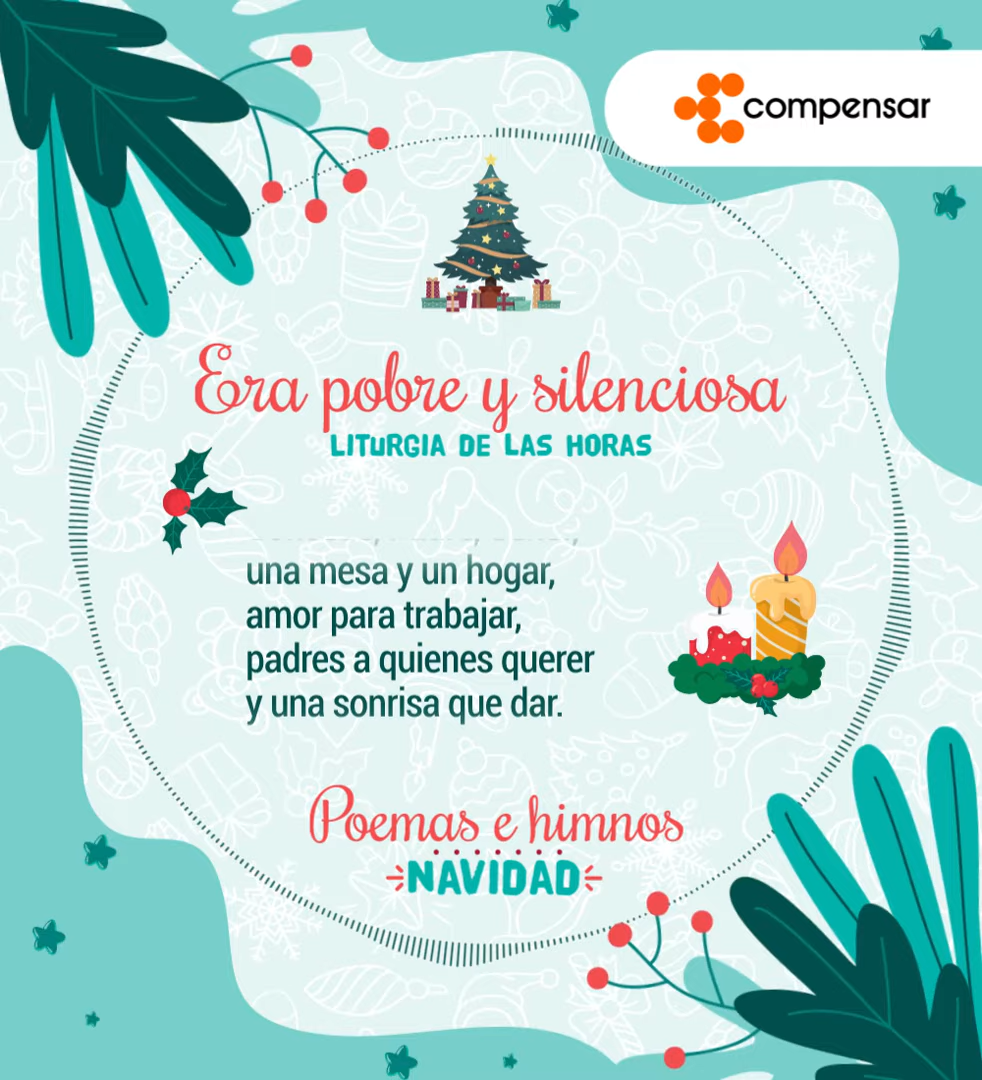 compensar
Era pobre y silenciosa
LITURGIA DE LAS HORAS
una mesa y un hogar,
amor para trabajar,
padres a quienes querer
y una sonrisa que dar.
Poemas e himnos
NAVIDAD